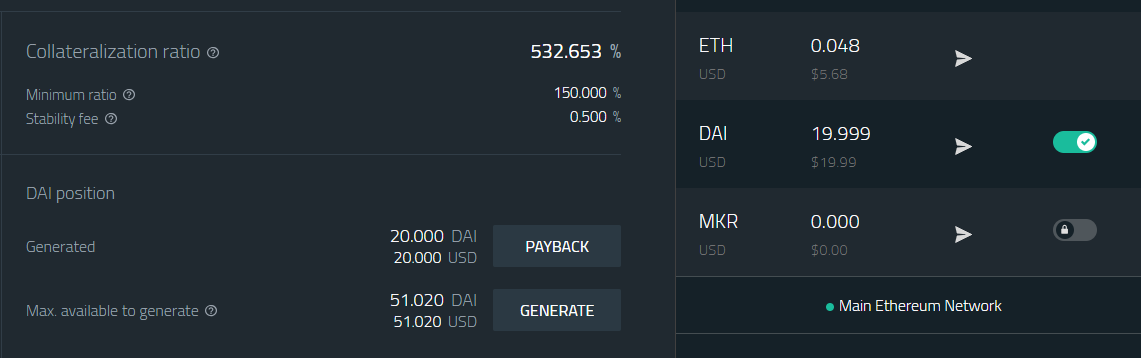 Collateralization ratio ? 532.653 %
Minimum ratio ? 150.000 %
Stability fee ? 0.500 %
DAI position
Generated 20.000 DAI
20.000 USD
PAYBACK
Max. available to generate ? 51.020 DAI
51.020 USD
GENERATE
ETH 0.048
USD $5.68
DAI 19.999
USD $19.99
MKR 0.000
USD $0.00
Main Ethereum Network